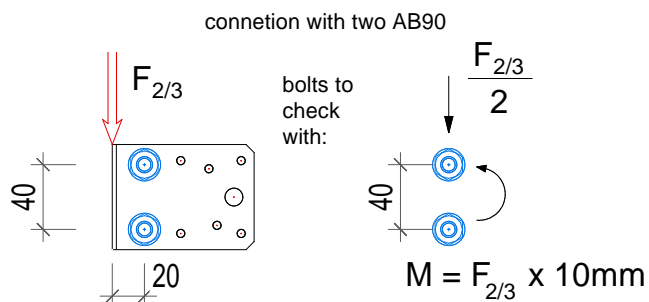 connetion with two AB90
F2/3
bolts to
check
with:
F2/3
2
40
40
20
M = F2/3 x 10mm